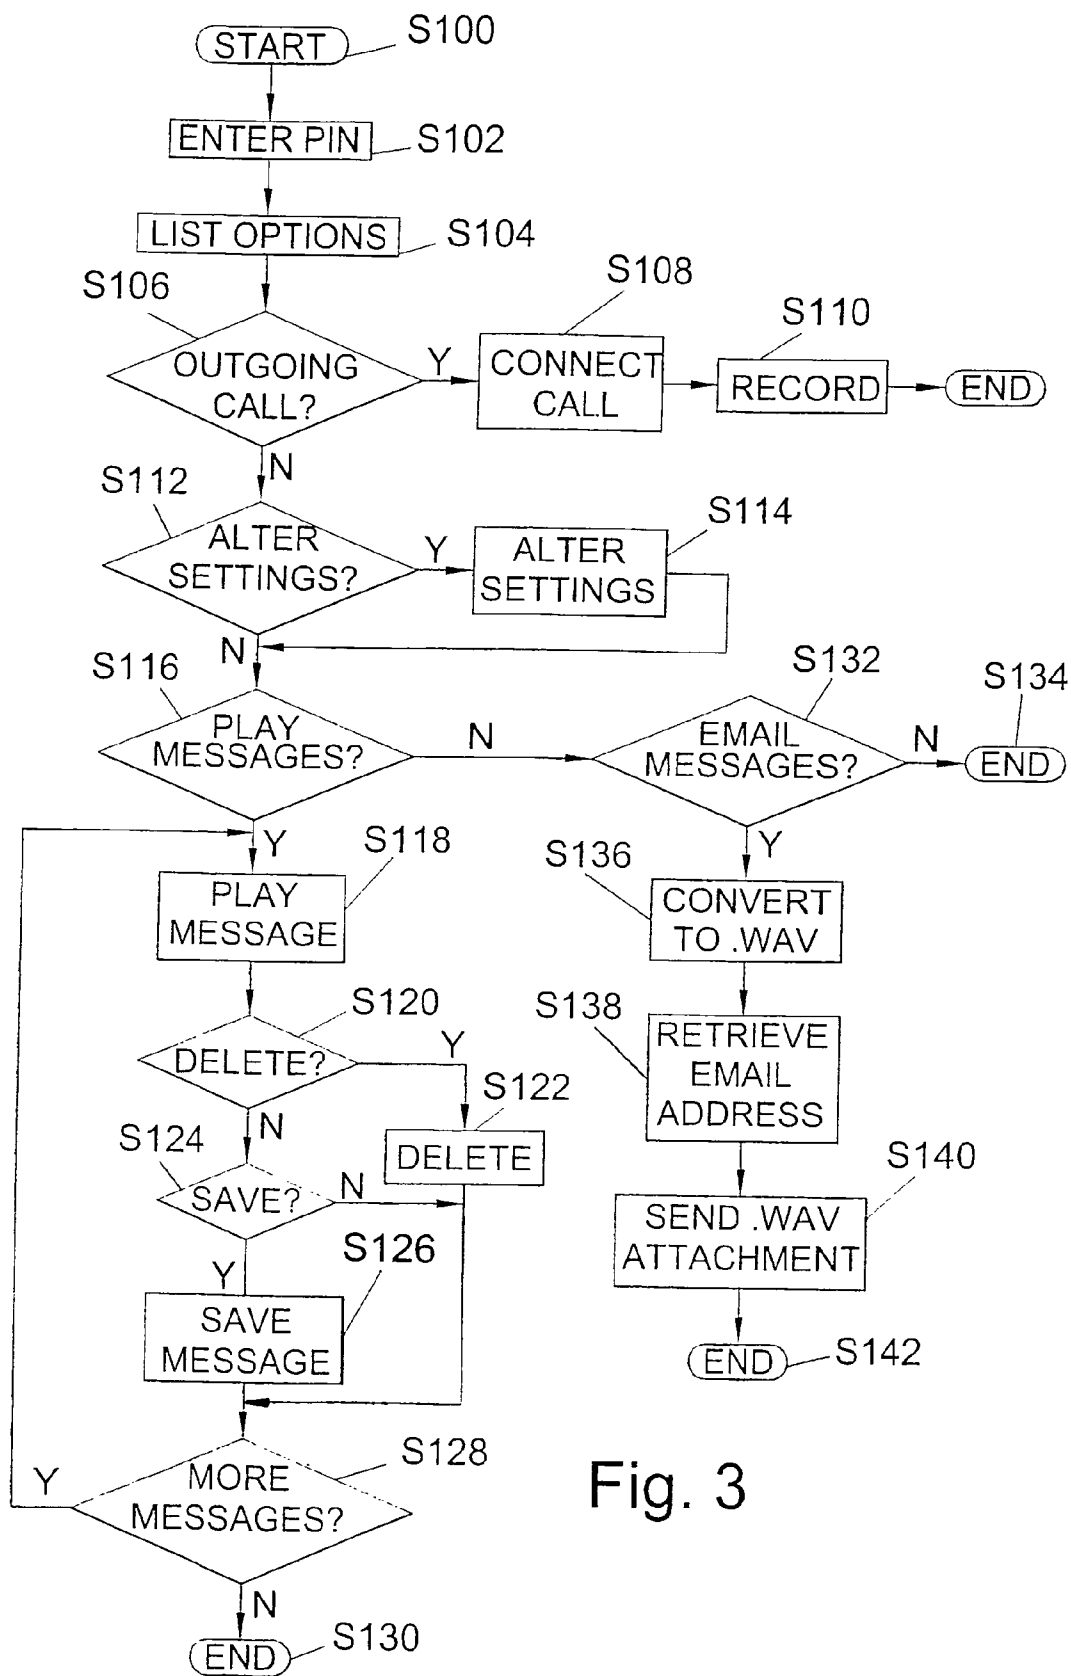 START
S100
ENTER PIN
S102
LIST OPTIONS
S104
S106
OUTGOING
CALL?
Y
S108
CONNECT
CALL
S110
RECORD
END
N
S112
ALTER
SETTINGS?
Y
S114
ALTER
SETTINGS
N
S116
PLAY
MESSAGES?
N
S132
EMAIL
MESSAGES?
N
S134
END
Y
S118
PLAY
MESSAGE
Y
S136
CONVERT
TO .WAV
S120
DELETE?
Y
S138
RETRIEVE
EMAIL
ADDRESS
S122
DELETE
N
S124
SAVE?
N
S140
SEND .WAV
ATTACHMENT
Y
S126
SAVE
MESSAGE
END
S142
S128
MORE
MESSAGES?
Y
Fig. 3
N
END
S130